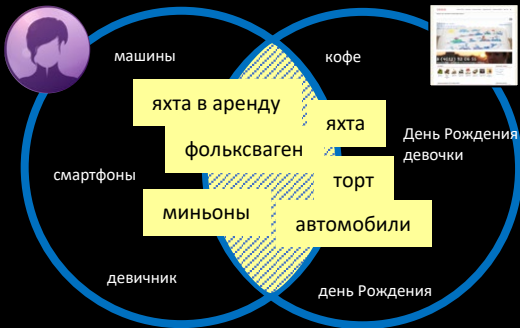 машины
кофе
яхта в аренду
яхта
День Рождения
девочки
фольксваген
смартфоны
торт
миньоны
автомобили
девичник
день Рождения